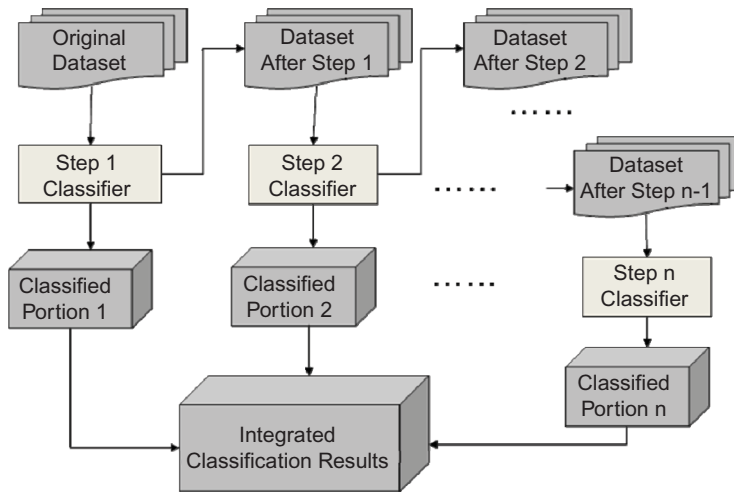 Original
Dataset
Dataset
After Step 1
Dataset
After Step 2
......
Step 1
Classifier
Step 2
Classifier
......
Dataset
After Step n-1
Classified
Portion 1
Classified
Portion 2
......
Step n
Classifier
Classified
Portion n
Integrated
Classification Results